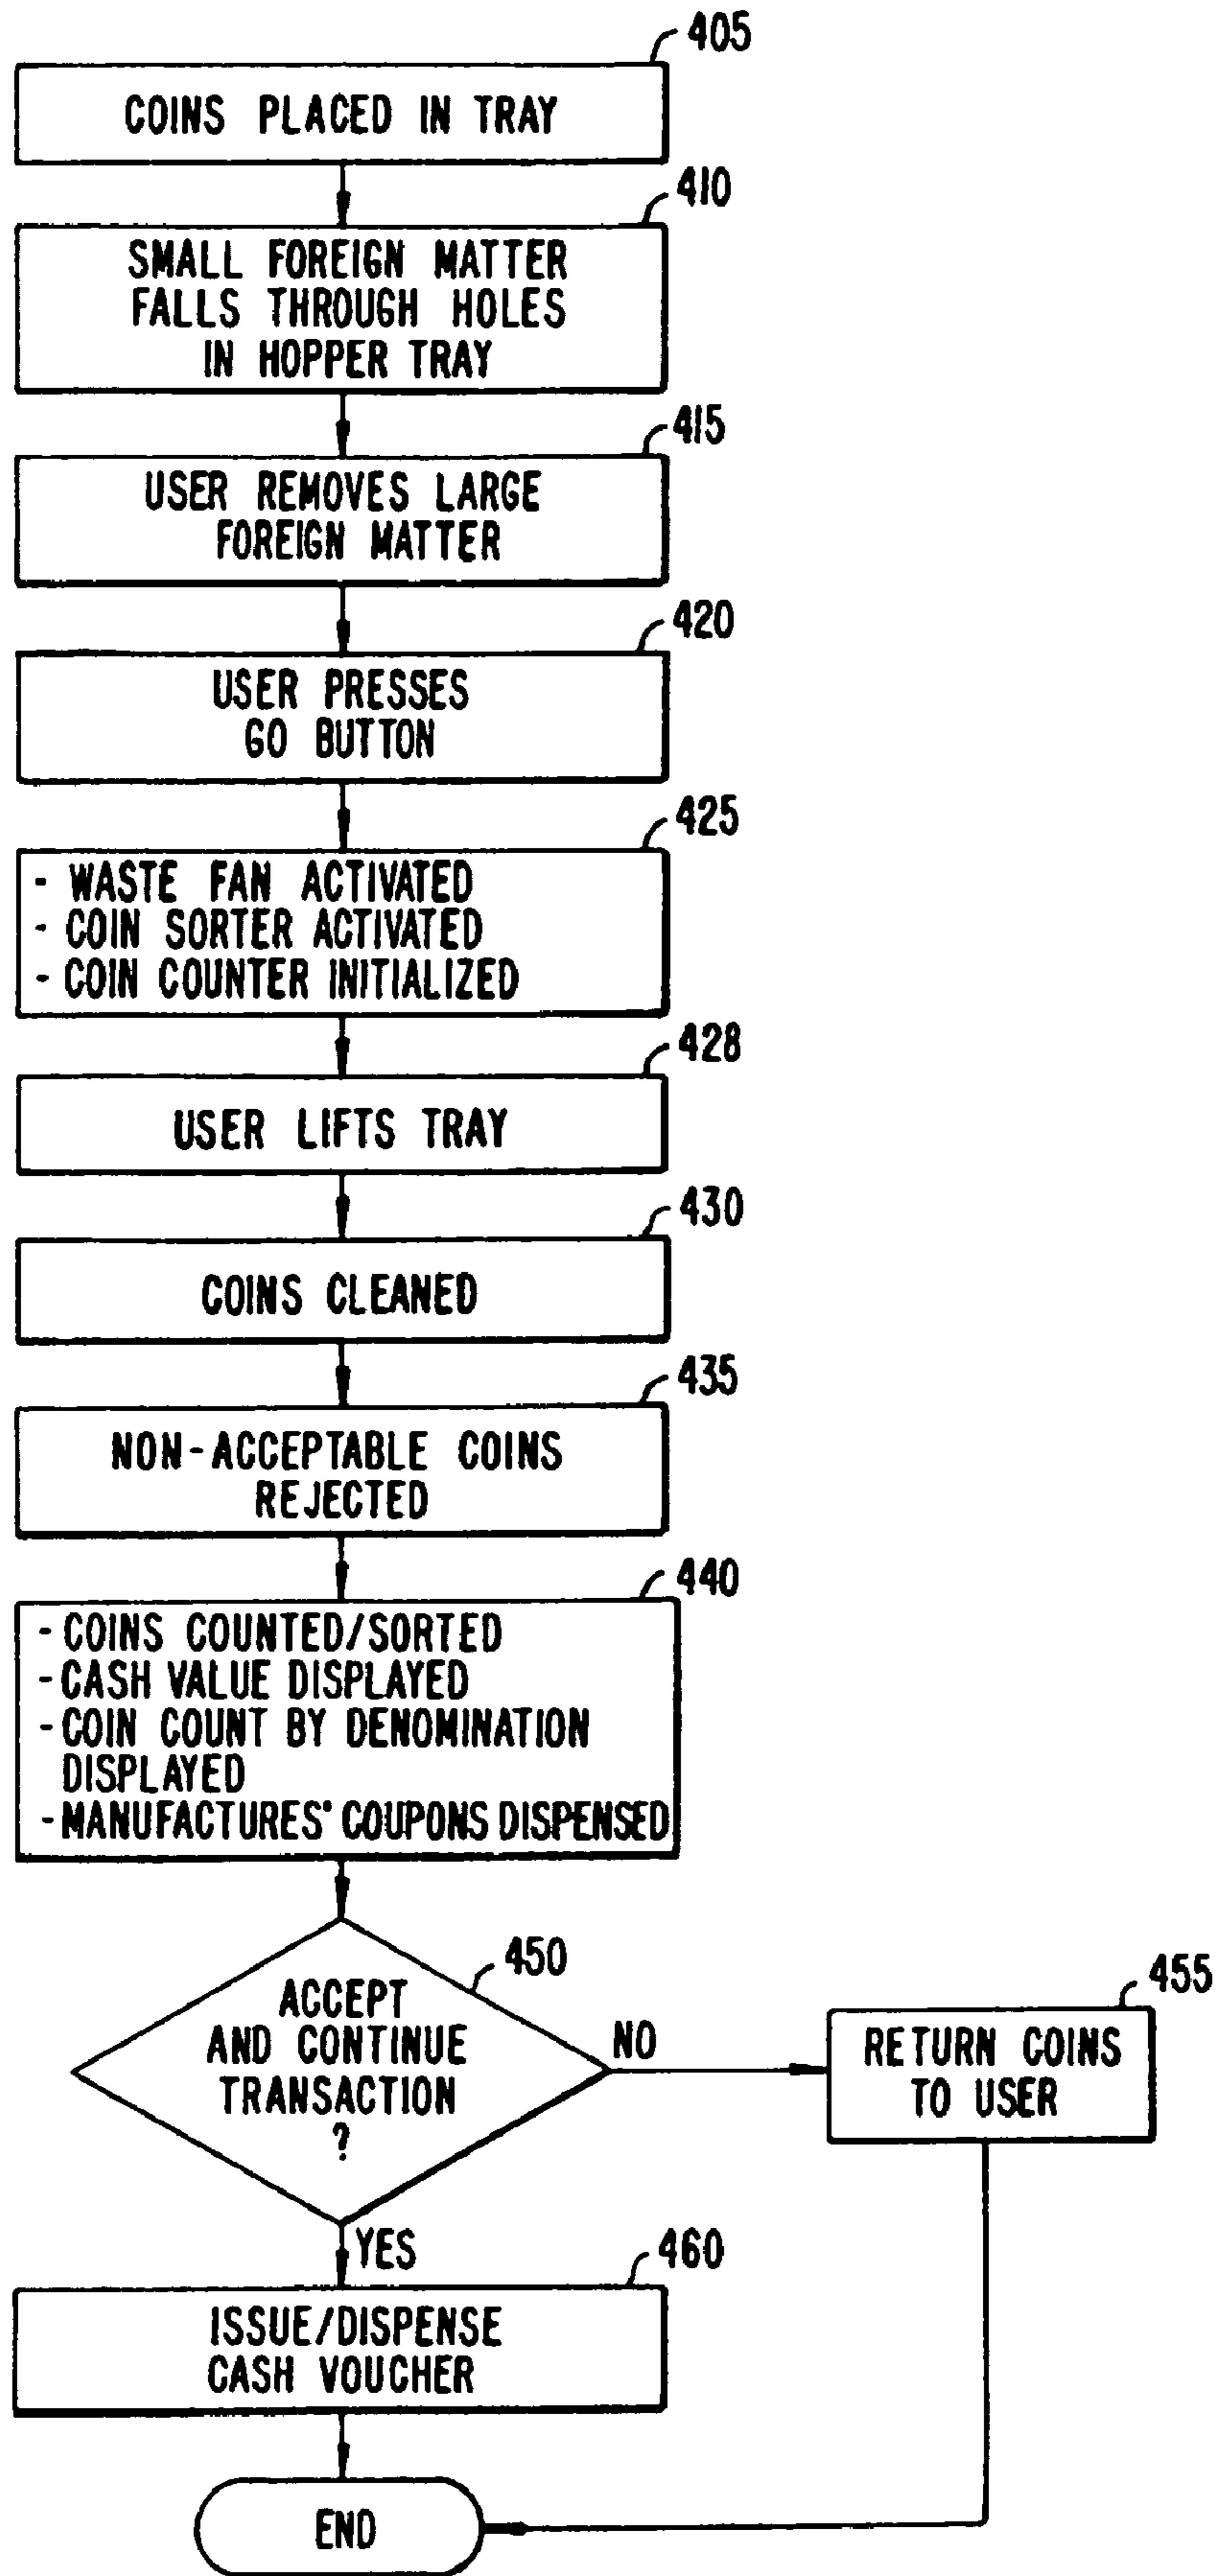 405
COINS PLACED IN TRAY
410
SMALL FOREIGN MATTER
FALLS THROUGH HOLES
IN HOPPER TRAY
415
USER REMOVES LARGE
FOREIGN MATTER
420
USER PRESSES
GO BUTTON
425
- WASTE FAN ACTIVATED
- COIN SORTER ACTIVATED
- COIN COUNTER INITIALIZED
428
USER LIFTS TRAY
430
COINS CLEANED
435
NON-ACCEPTABLE COINS
REJECTED
440
- COINS COUNTED/SORTED
- CASH VALUE DISPLAYED
- COIN COUNT BY DENOMINATION
DISPLAYED
- MANUFACTURES' COUPONS DISPENSED
450
ACCEPT
AND CONTINUE
TRANSACTION
?
NO
455
RETURN COINS
TO USER
YES
460
ISSUE/DISPENSE
CASH VOUCHER
END